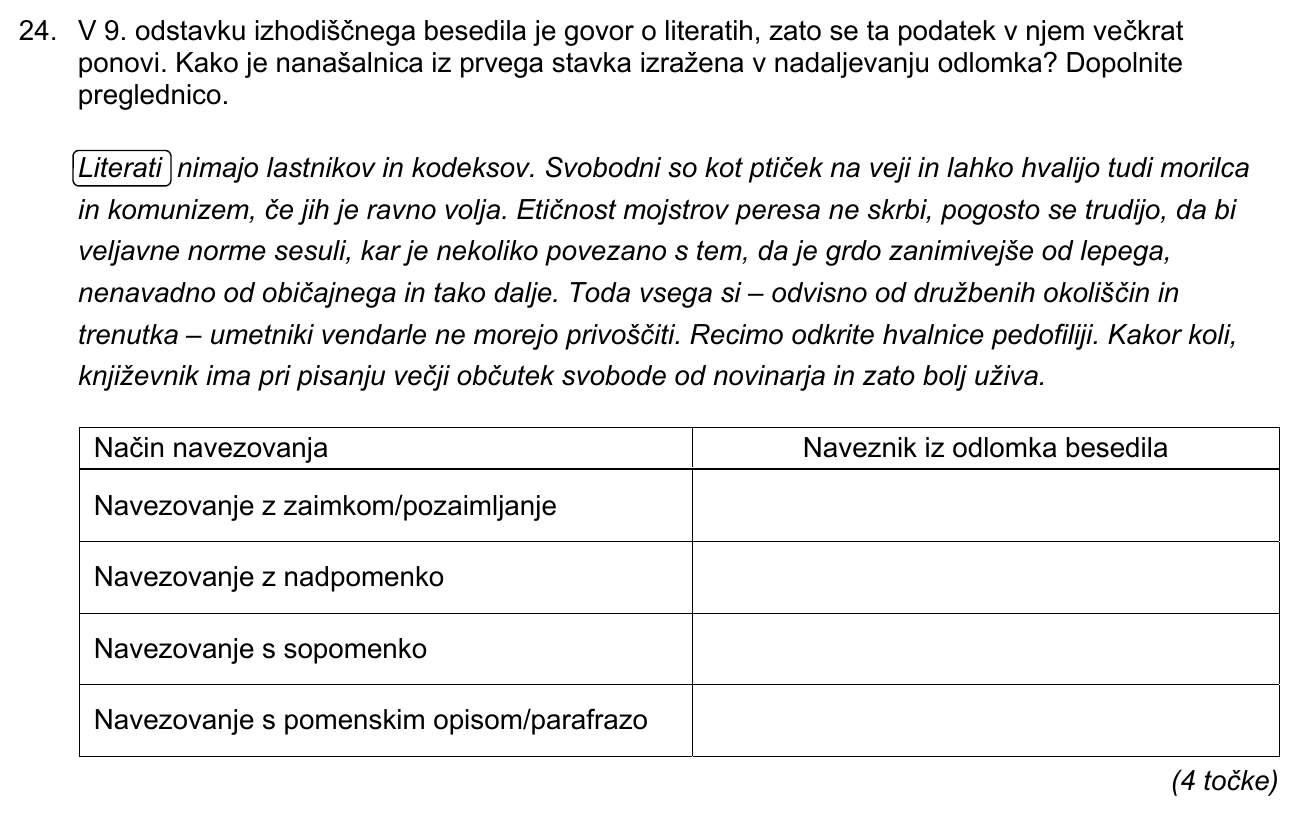 24. V 9. odstavku izhodiščnega besedila je govor o literatih, zato se ta podatek v njem večkrat
ponovi. Kako je nanašalnica iz prvega stavka izražena v nadaljevanju odlomka? Dopolnite
preglednico.
Literati nimajo lastnikov in kodeksov. Svobodni so kot ptiček na veji in lahko hvalijo tudi morilca
in komunizem, če jih je ravno volja. Etičnost mojstrov peresa ne skrbi, pogosto se trudijo, da bi
veljavne norme sesuli, kar je nekoliko povezano s tem, da je grdo zanimivejše od lepega,
nenavadno od običajnega in tako dalje. Toda vsega si – odvisno od družbenih okoliščin in
trenutka – umetniki vendarle ne morejo privoščiti. Recimo odkrite hvalnice pedofiliji. Kakor koli,
književnik ima pri pisanju večji občutek svobode od novinarja in zato bolj uživa.
Način navezovanja Naveznik iz odlomka besedila
Navezovanje z zaimkom/pozaimljanje
Navezovanje z nadpomenko
Navezovanje s sopomenko
Navezovanje s pomenskim opisom/parafrazo
(4 točke)